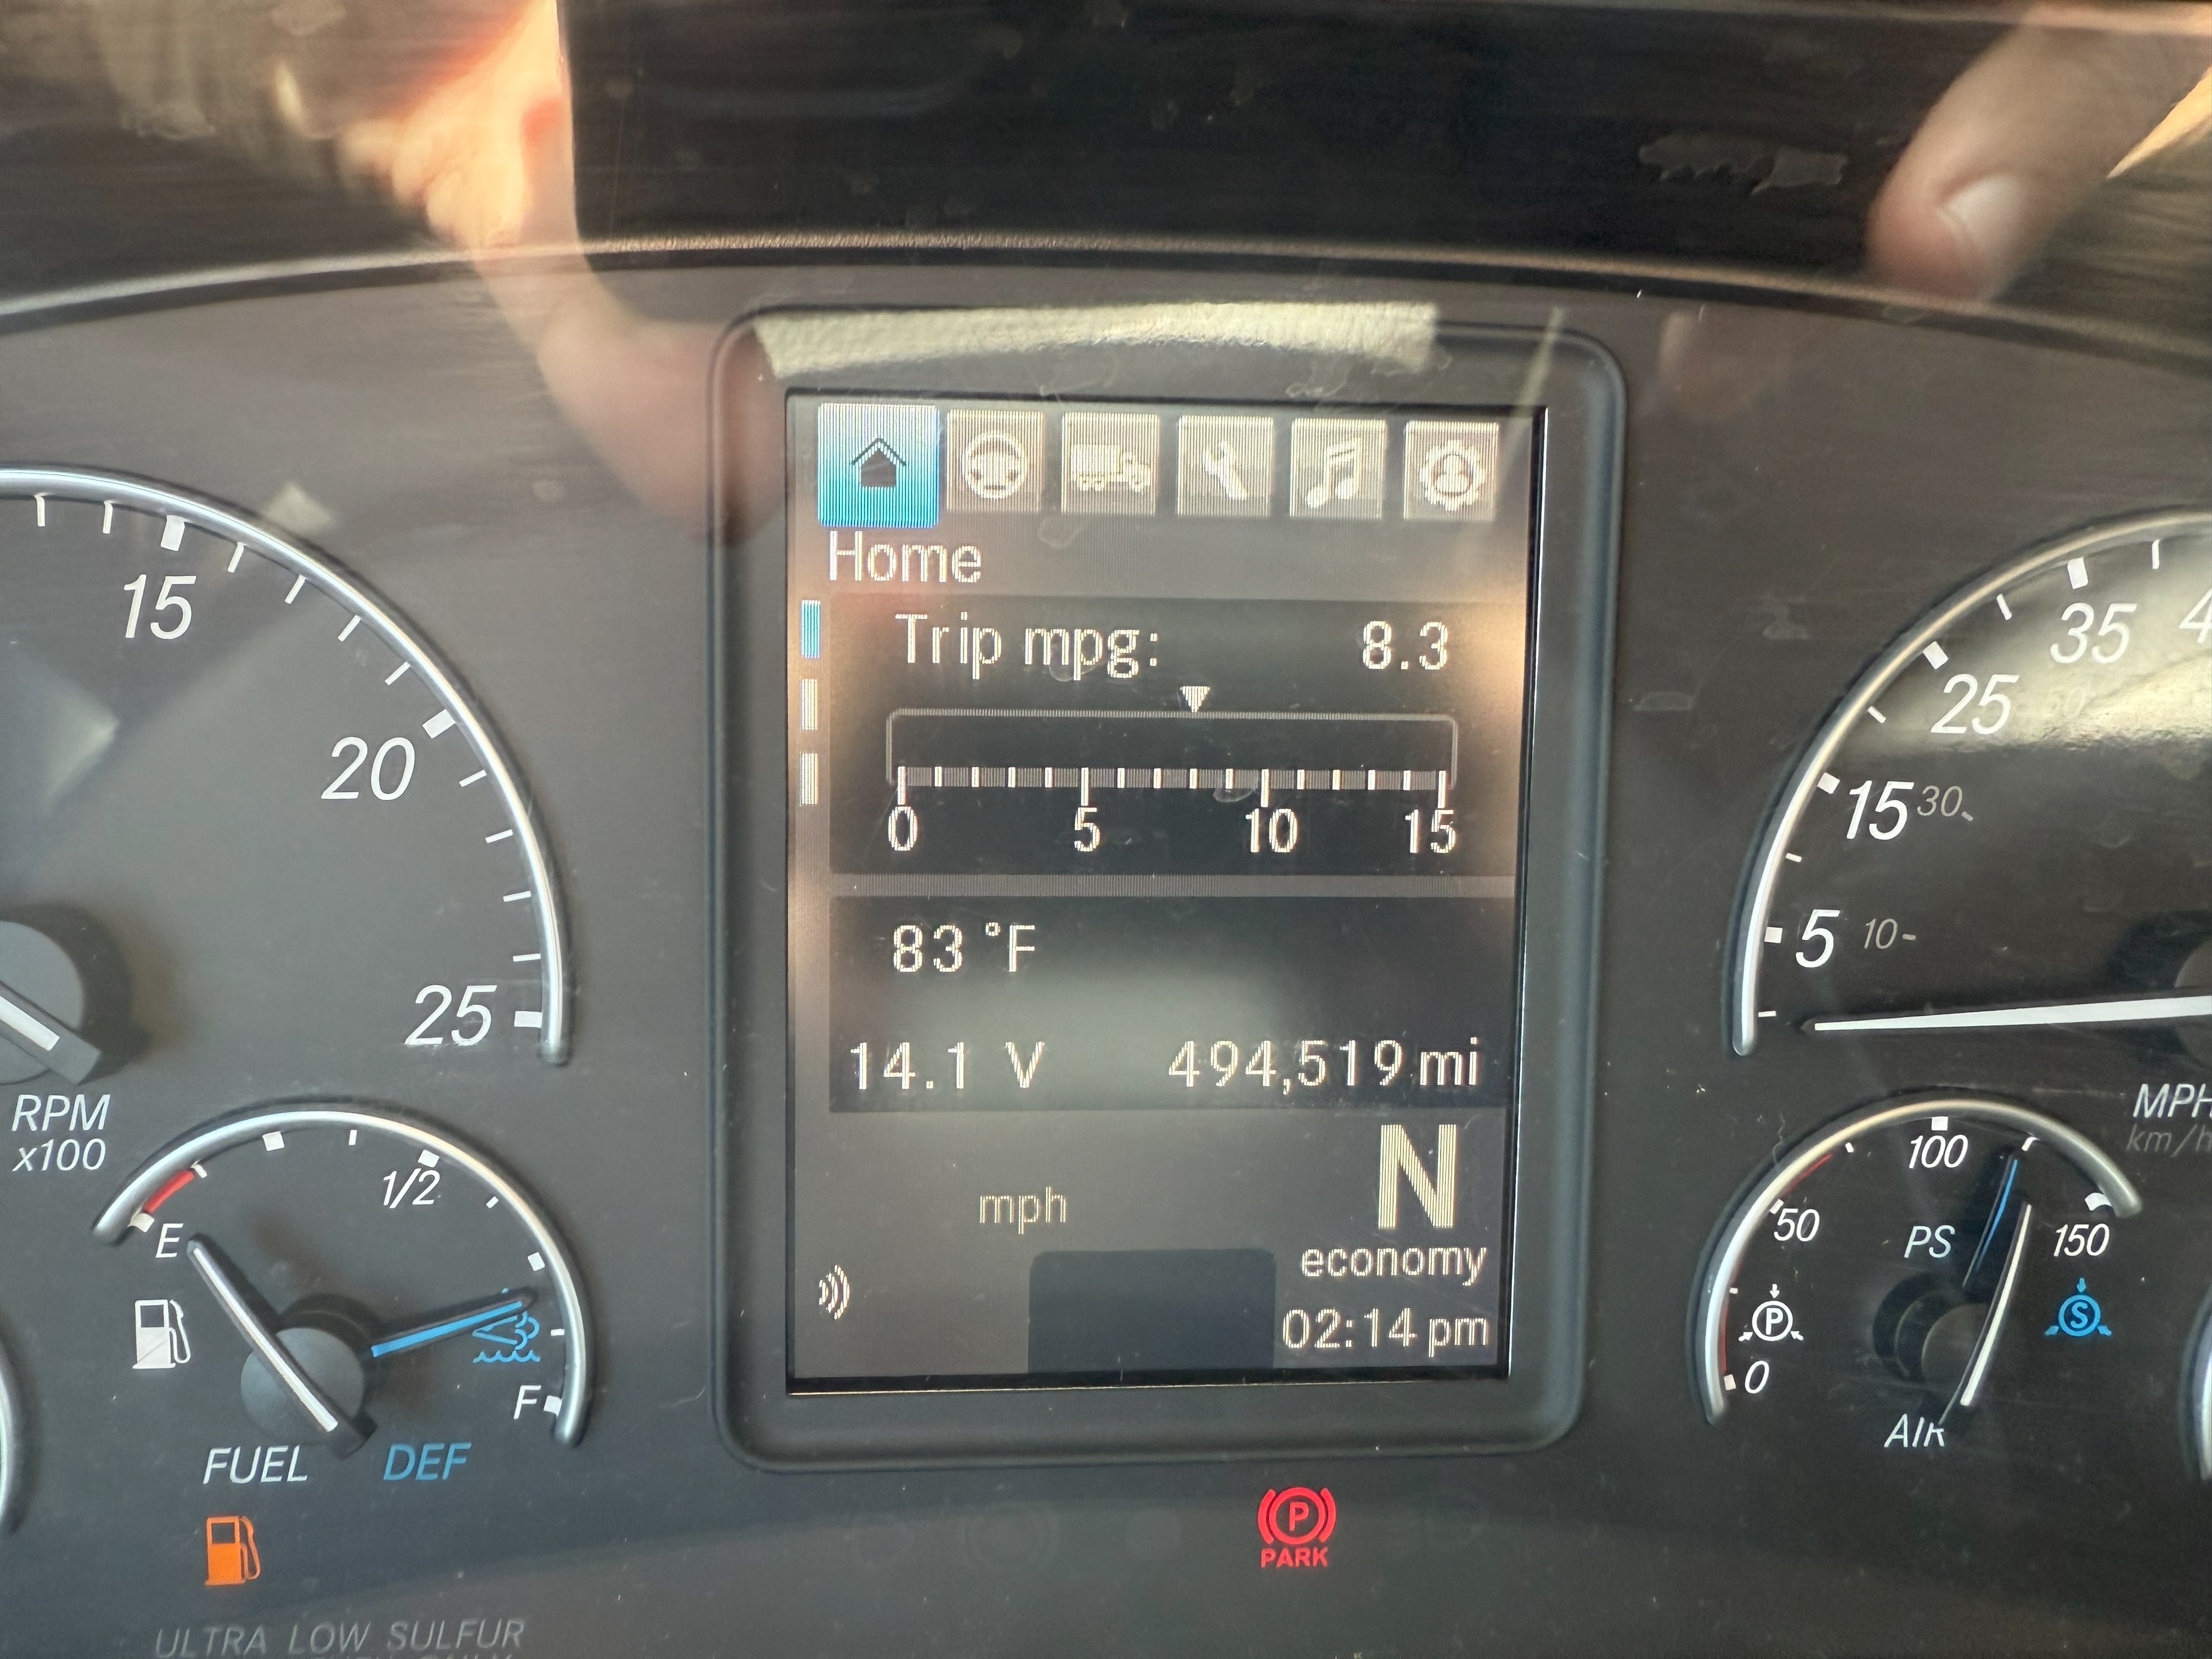 Home
Trip mpg: 8.3
0 5 10 15
83 °F
14.1 V 494,519 mi
mph
N
economy
02:14 pm
15
20
25
RPM
x100
E
1/2
F
FUEL DEF
ULTRA LOW SULFUR
35
25
15 30
5 10
MPH
km/h
100
50
PS
150
P
S
0
AIR
P
PARK